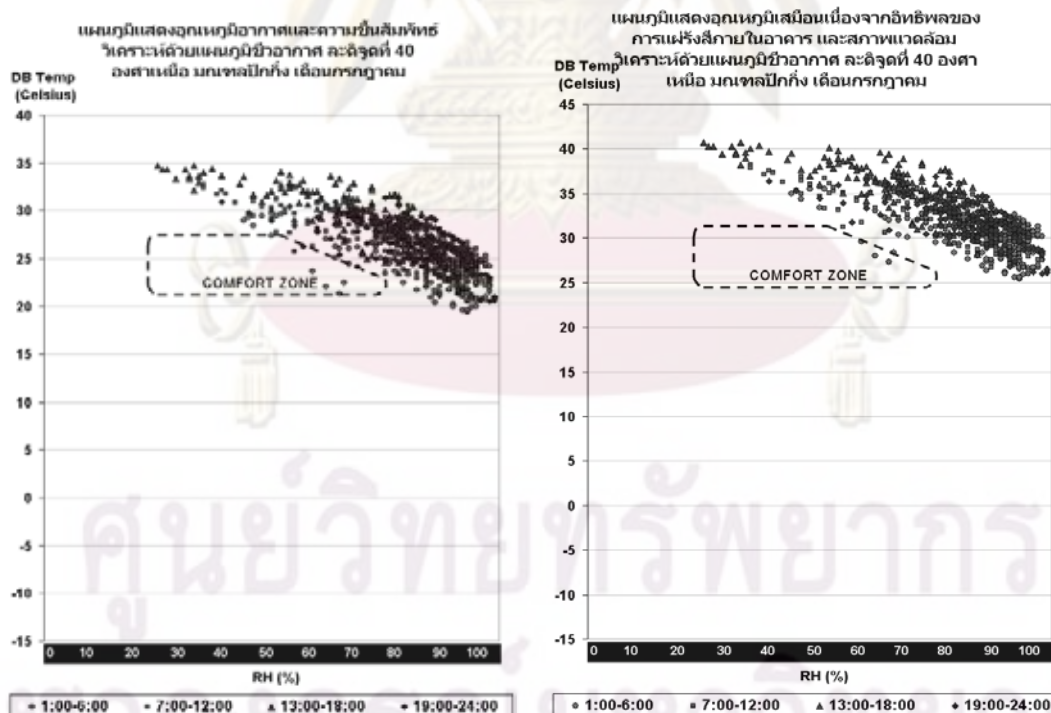 แผนภูมิแสดงอุณหภูมิอากาศและความชื้นสัมพัทธ์
วิเคราะห์ด้วยแผนภูมิชีวอากาศ ละติจูดที่ 40
องศาเหนือ มณฑลปักกิ่ง เดือนกรกฎาคม
DB Temp
(Celsius)
40
35
30
25
20
15
10
5
0
-5
-10
-15
COMFORT ZONE
0 10 20 30 40 50 60 70 80 90 100
RH (%)
1:00-6:00 7:00-12:00 13:00-18:00 19:00-24:00
แผนภูมิแสดงอุณหภูมิเสมือนเนื่องจากอิทธิพลของ
การแผ่รังสีภายในอาคาร และสภาพแวดล้อม
วิเคราะห์ด้วยแผนภูมิชีวอากาศ ละติจูดที่ 40 องศา
เหนือ มณฑลปักกิ่ง เดือนกรกฎาคม
DB Temp
(Celsius)
45
40
35
30
25
20
15
10
5
0
-5
-10
-15
COMFORT ZONE
0 10 20 30 40 50 60 70 80 90 100
RH (%)
1:00-6:00 7:00-12:00 13:00-18:00 19:00-24:00
ศูนย์วิทยทรัพยากร